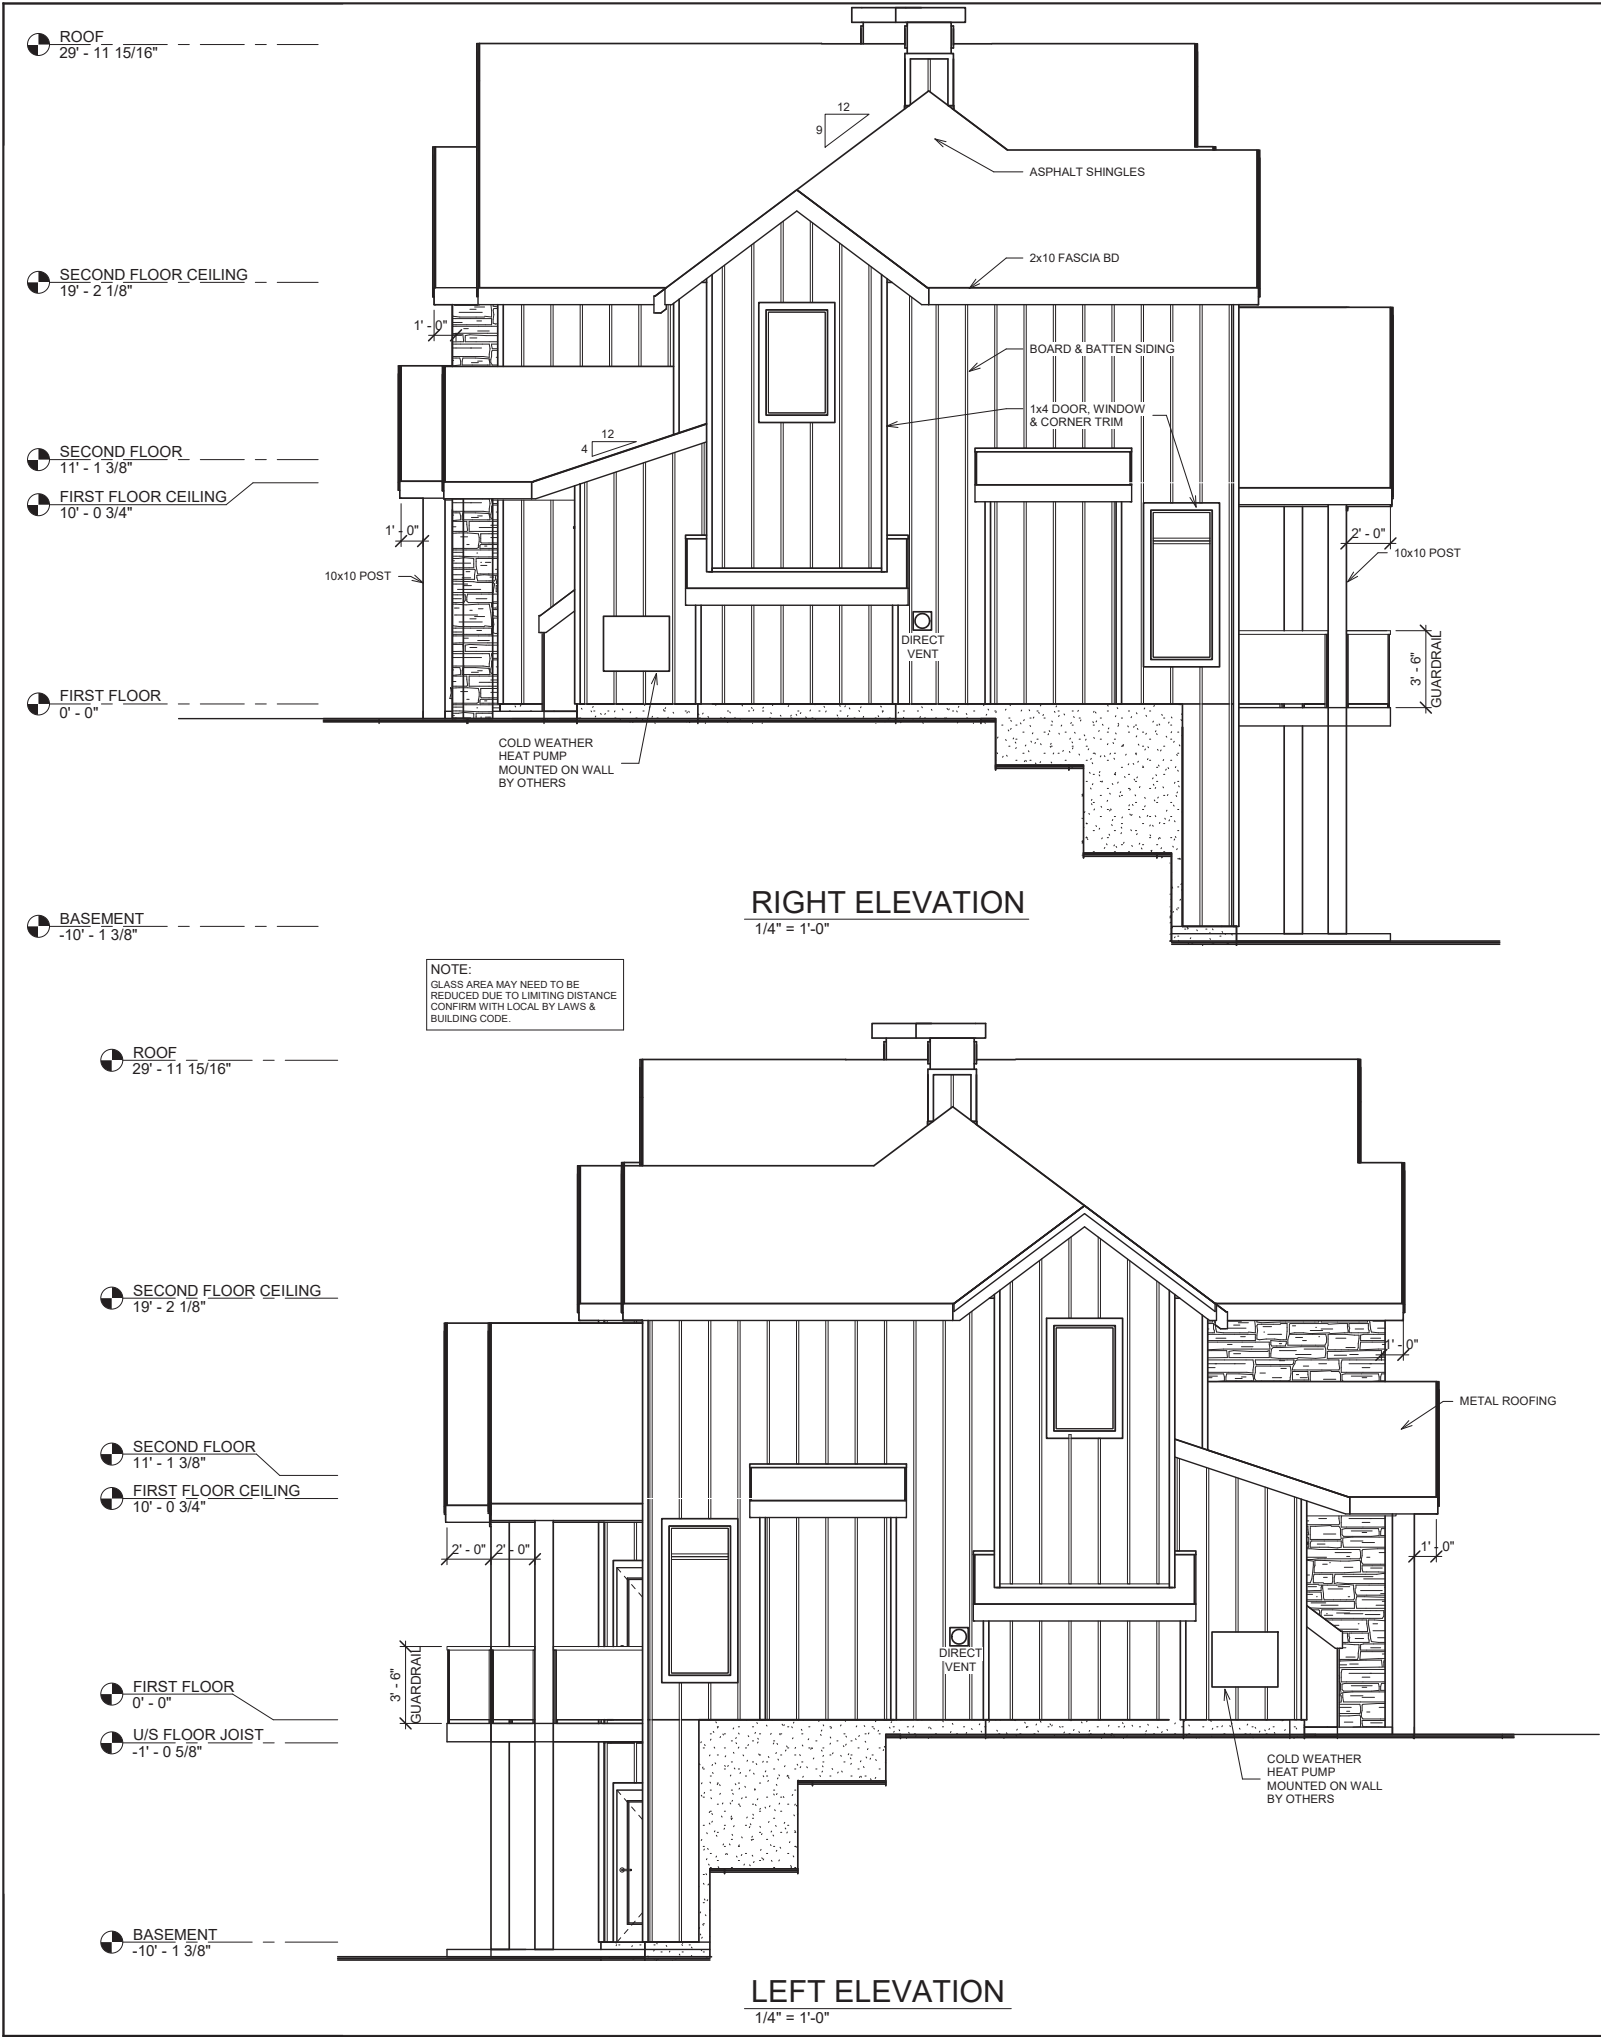 ROOF
29' - 11 15/16"
12
9
ASPHALT SHINGLES
2x10 FASCIA BD
SECOND FLOOR CEILING
19' - 2 1/8"
1' - 0"
BOARD & BATTEN SIDING
1x4 DOOR, WINDOW
& CORNER TRIM
12
4
SECOND FLOOR
11' - 1 3/8"
FIRST FLOOR CEILING
10' - 0 3/4"
1' - 0"
2' - 0"
10x10 POST
10x10 POST
DIRECT
VENT
3' - 6"
GUARDRAIL
FIRST FLOOR
0' - 0"
COLD WEATHER
HEAT PUMP
MOUNTED ON WALL
BY OTHERS
RIGHT ELEVATION
1/4" = 1'-0"
BASEMENT
-10' - 1 3/8"
NOTE:
GLASS AREA MAY NEED TO BE
REDUCED DUE TO LIMITING DISTANCE
CONFIRM WITH LOCAL BY LAWS &
BUILDING CODE.
ROOF
29' - 11 15/16"
SECOND FLOOR CEILING
19' - 2 1/8"
1' - 0"
METAL ROOFING
SECOND FLOOR
11' - 1 3/8"
FIRST FLOOR CEILING
10' - 0 3/4"
2' - 0"
2' - 0"
1' - 0"
DIRECT
VENT
3' - 6"
GUARDRAIL
FIRST FLOOR
0' - 0"
U/S FLOOR JOIST
-1' - 0 5/8"
COLD WEATHER
HEAT PUMP
MOUNTED ON WALL
BY OTHERS
BASEMENT
-10' - 1 3/8"
LEFT ELEVATION
1/4" = 1'-0"